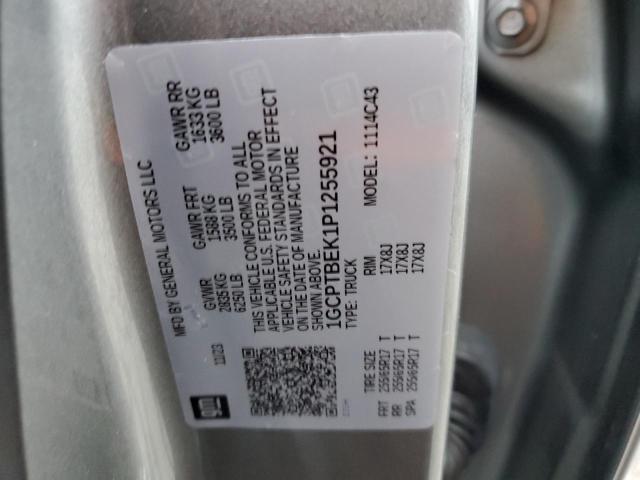 MFD BY GENERAL MOTORS LLC
gm
11/23
GVWR GAWR FRT GAWR RR
2835 KG 1588 KG 1633 KG
6250 LB 3500 LB 3600 LB
THIS VEHICLE CONFORMS TO ALL
APPLICABLE U.S. FEDERAL MOTOR
VEHICLE SAFETY STANDARDS IN EFFECT
ON THE DATE OF MANUFACTURE
SHOWN ABOVE.
1GCPTBEK1P1255921
TYPE: TRUCK MODEL: 1114C43
TIRE SIZE RIM
FRT 255/65R17 T 17X8J
RR 255/65R17 T 17X8J
SPA 255/65R17 T 17X8J